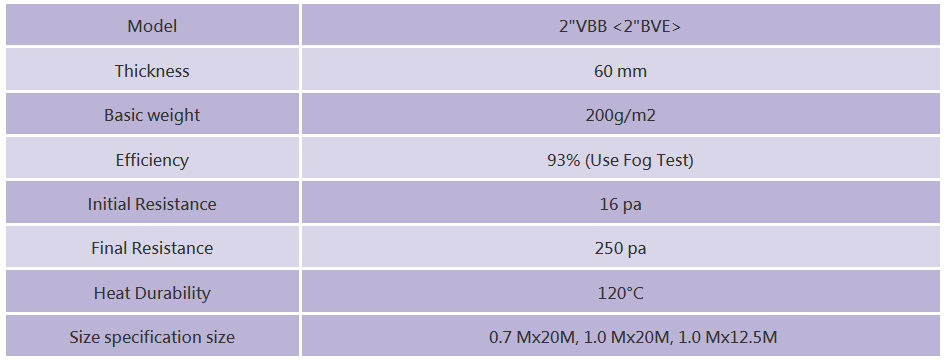 Model 2"VBB <2"BVE>
Thickness 60 mm
Basic weight 200g/m2
Efficiency 93% (Use Fog Test)
Initial Resistance 16 pa
Final Resistance 250 pa
Heat Durability 120°C
Size specification size 0.7 Mx20M, 1.0 Mx20M, 1.0 Mx12.5M